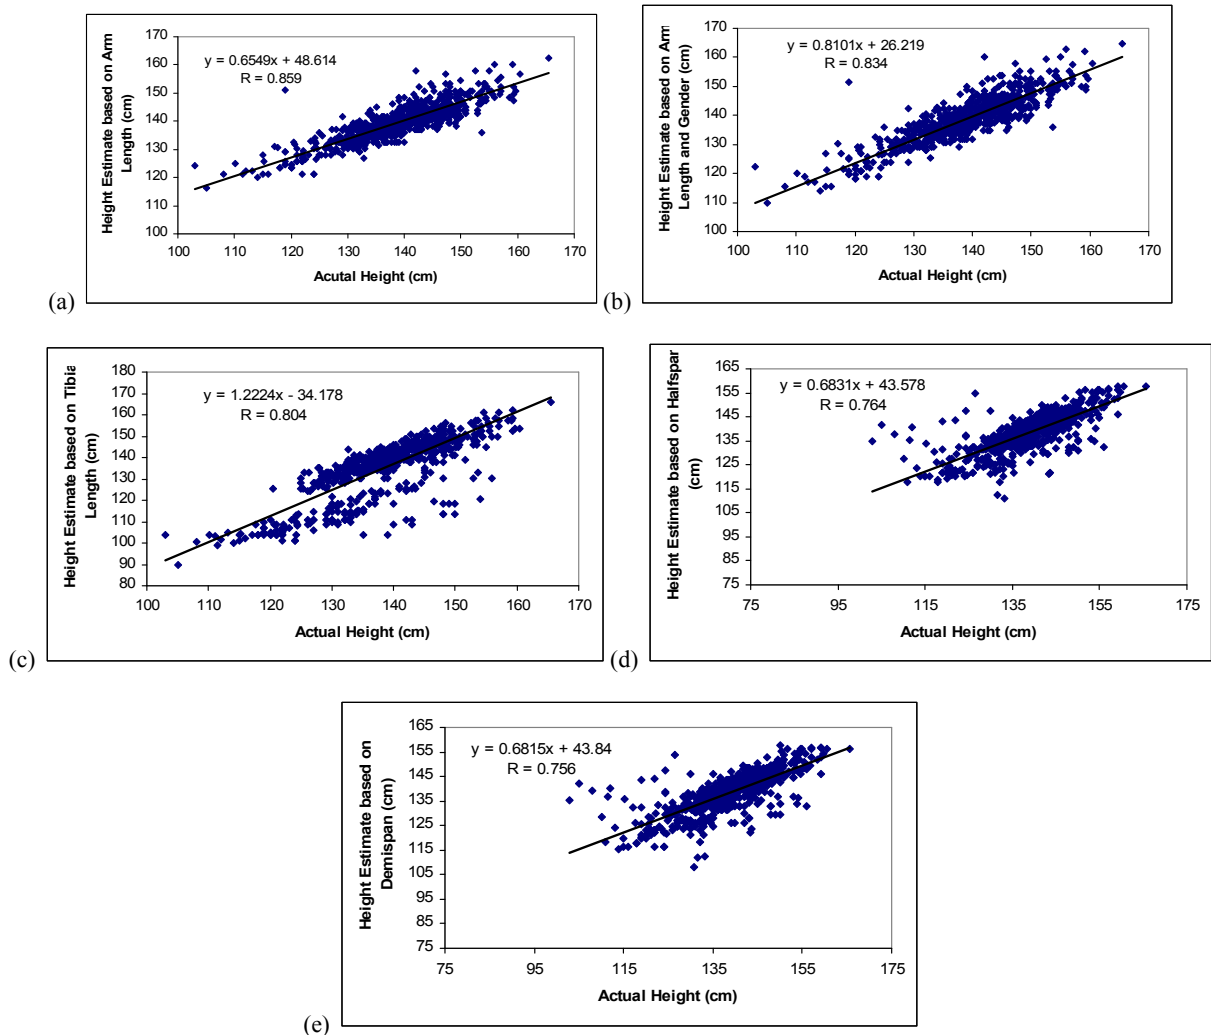 Height Estimate based on Arm
Length (cm)
170
160
150
140
130
120
110
100
y = 0.6549x + 48.614
R = 0.859
100 110 120 130 140 150 160 170
Acutal Height (cm)
(a)
Height Estimate based on Arm
Length and Gender (cm)
170
160
150
140
130
120
110
100
y = 0.8101x + 26.219
R = 0.834
100 110 120 130 140 150 160 170
Actual Height (cm)
(b)
Height Estimate based on Tibia
Length (cm)
180
170
160
150
140
130
120
110
100
90
80
y = 1.2224x - 34.178
R = 0.804
100 110 120 130 140 150 160 170
Actual Height (cm)
(c)
Height Estimate based on Halfspan
(cm)
165
155
145
135
125
115
105
95
85
75
y = 0.6831x + 43.578
R = 0.764
75 95 115 135 155 175
Actual Height (cm)
(d)
Height Estimate based on
Demispan (cm)
165
155
145
135
125
115
105
95
85
75
y = 0.6815x + 43.84
R = 0.756
75 95 115 135 155 175
Actual Height (cm)
(e)